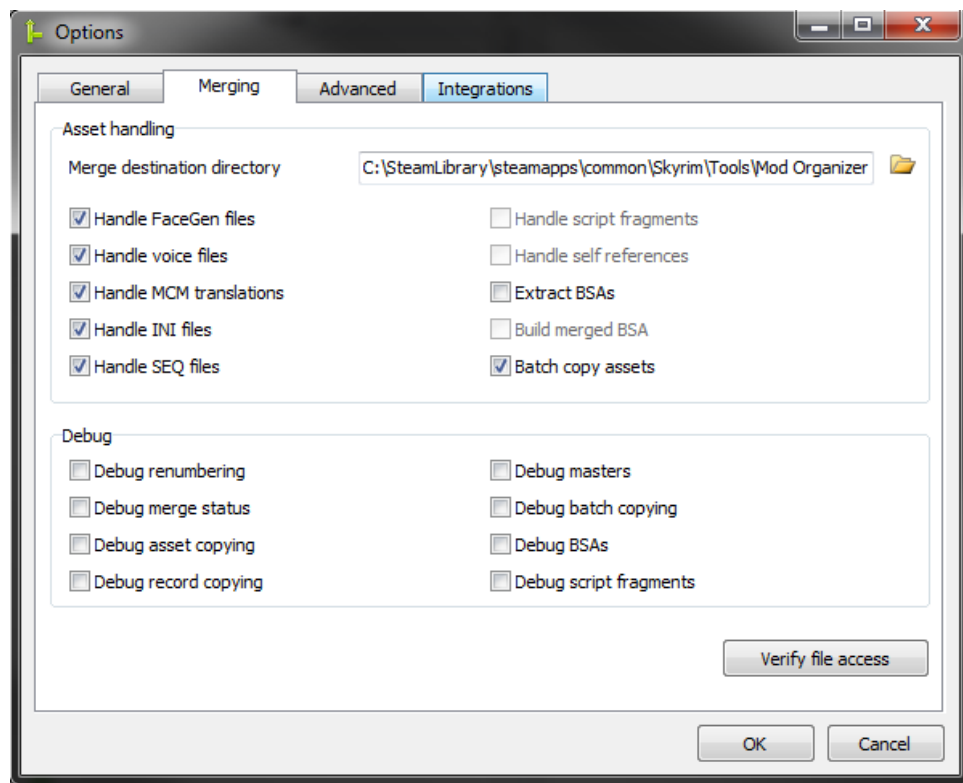 Options
General Merging Advanced Integrations
Asset handling
Merge destination directory C:\SteamLibrary\steamapps\common\Skyrim\Tools\Mod Organizer
Handle FaceGen files Handle script fragments
Handle voice files Handle self references
Handle MCM translations Extract BSAs
Handle INI files Build merged BSA
Handle SEQ files Batch copy assets
Debug
Debug renumbering Debug masters
Debug merge status Debug batch copying
Debug asset copying Debug BSAs
Debug record copying Debug script fragments
Verify file access
OK Cancel